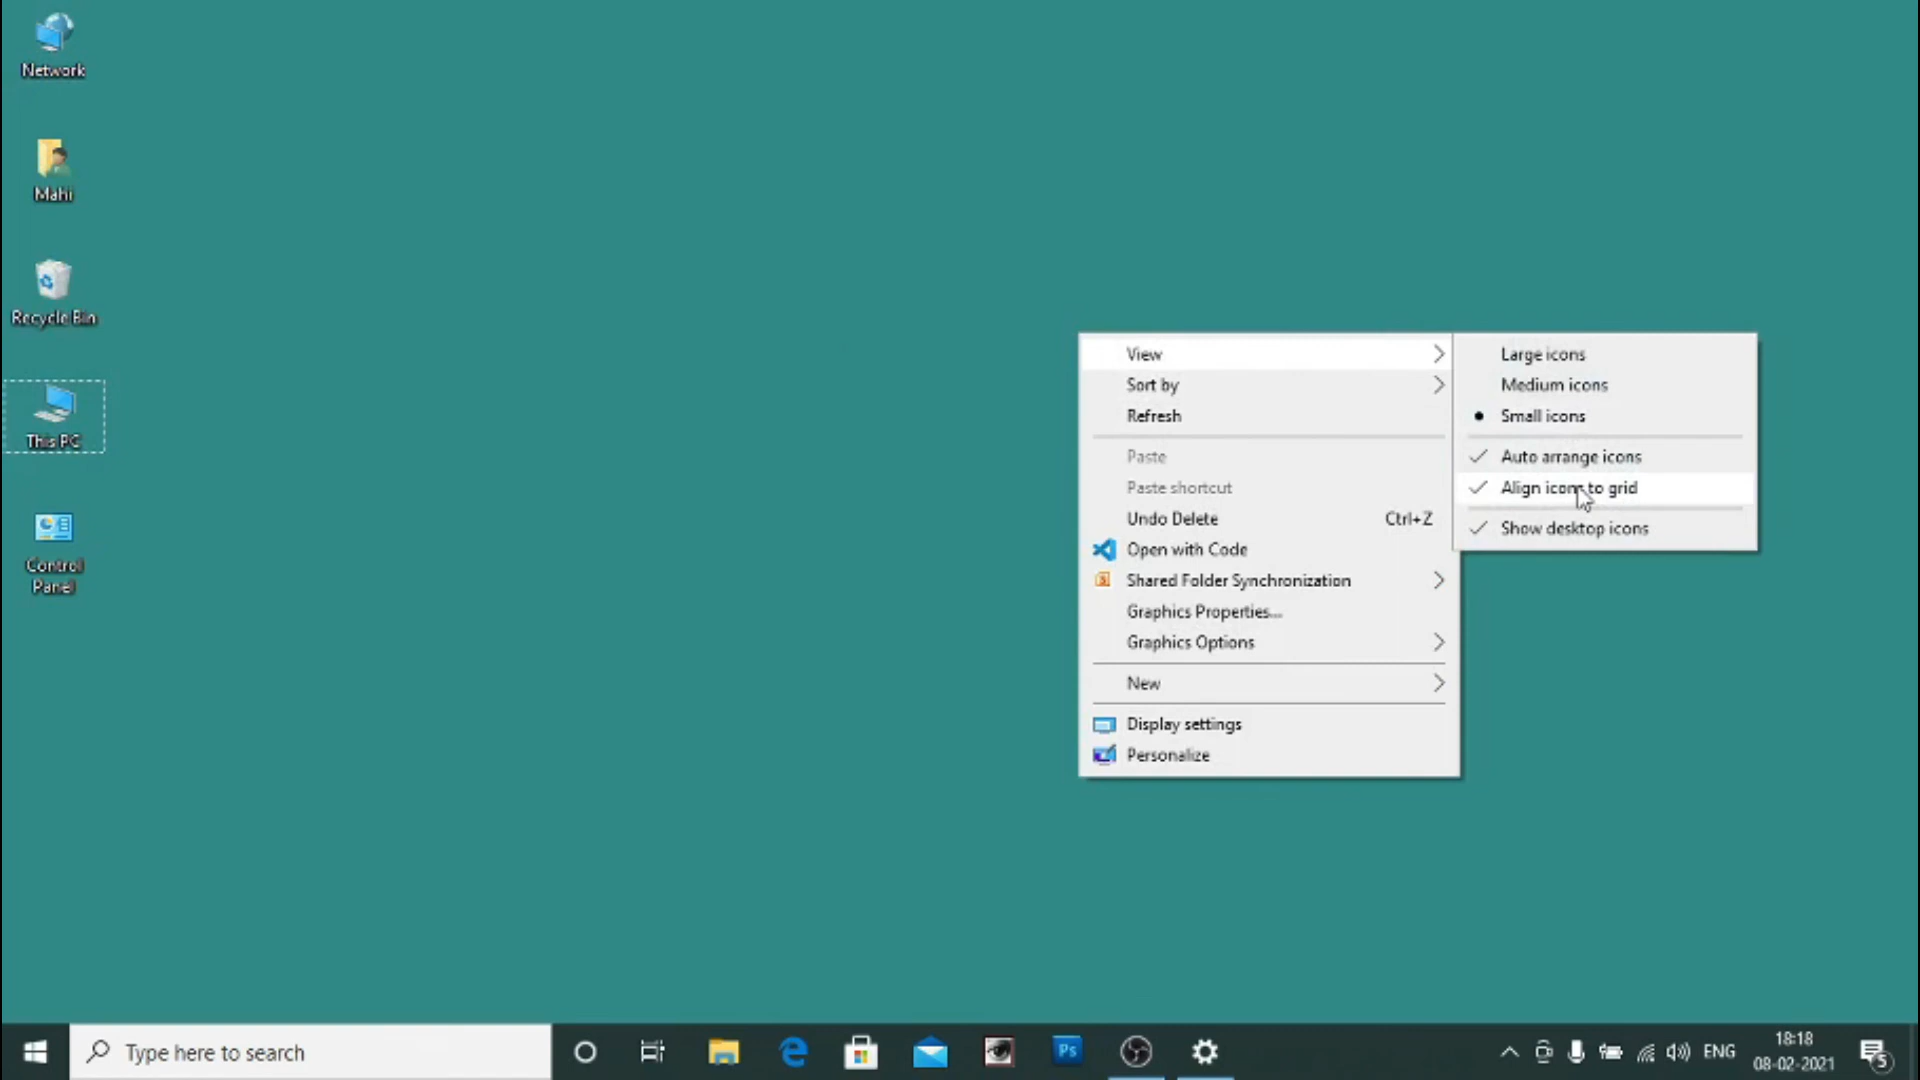 Network
Mahi
Recycle Bin
This PC
Control
Panel
View
Sort by
Refresh
Paste
Paste shortcut
Undo Delete Ctrl+Z
Open with Code
Shared Folder Synchronization
Graphics Properties...
Graphics Options
New
Display settings
Personalize
Large icons
Medium icons
Small icons
Auto arrange icons
Align icons to grid
Show desktop icons
Type here to search
Ps
ENG
18:18
08-02-2021
5